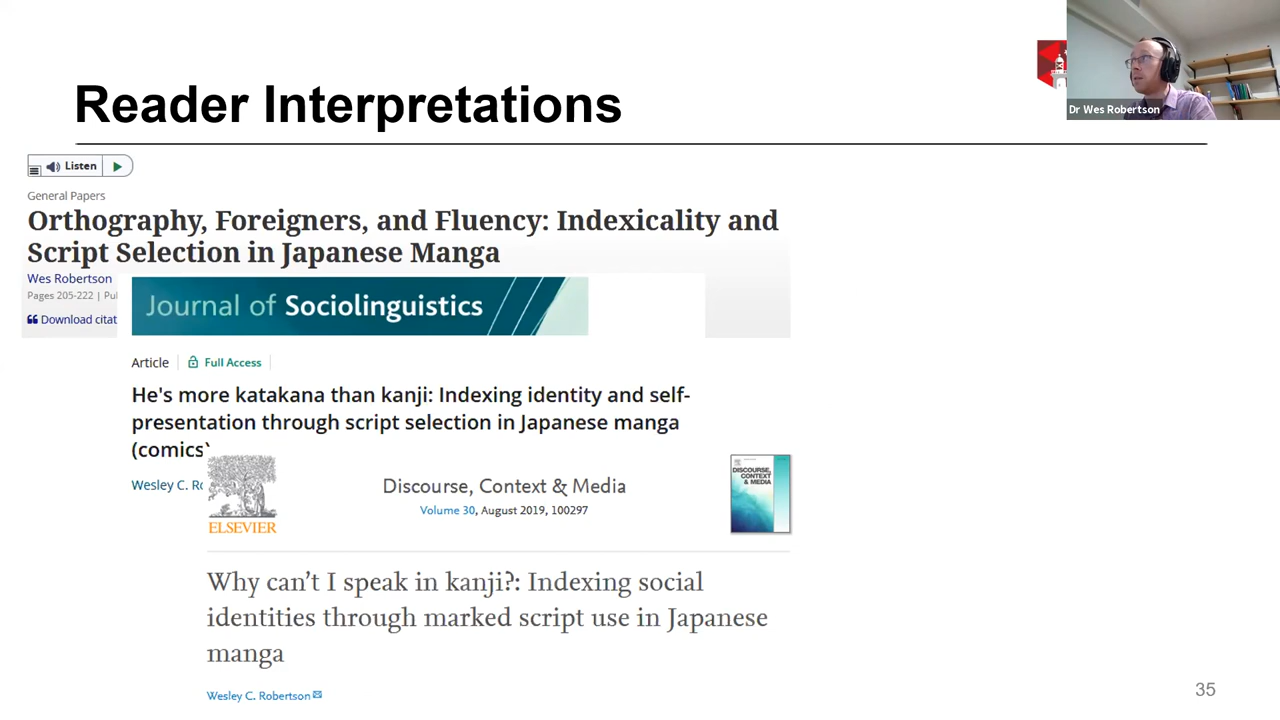 Reader Interpretations
Dr Wes Robertson
Listen
General Papers
Orthography, Foreigners, and Fluency: Indexicality and
Script Selection in Japanese Manga
Wes Robertson
Pages 205-222 | Pu
Download citat
Journal of Sociolinguistics
Article
Full Access
He's more katakana than kanji: Indexing identity and self-
presentation through script selection in Japanese manga
(comics)
Wesley C. Ro
ELSEVIER
Discourse, Context & Media
Volume 30, August 2019, 100297
DISCOURSE,
CONTEXT
& MEDIA
Why can't I speak in kanji?: Indexing social
identities through marked script use in Japanese
manga
Wesley C. Robertson
35